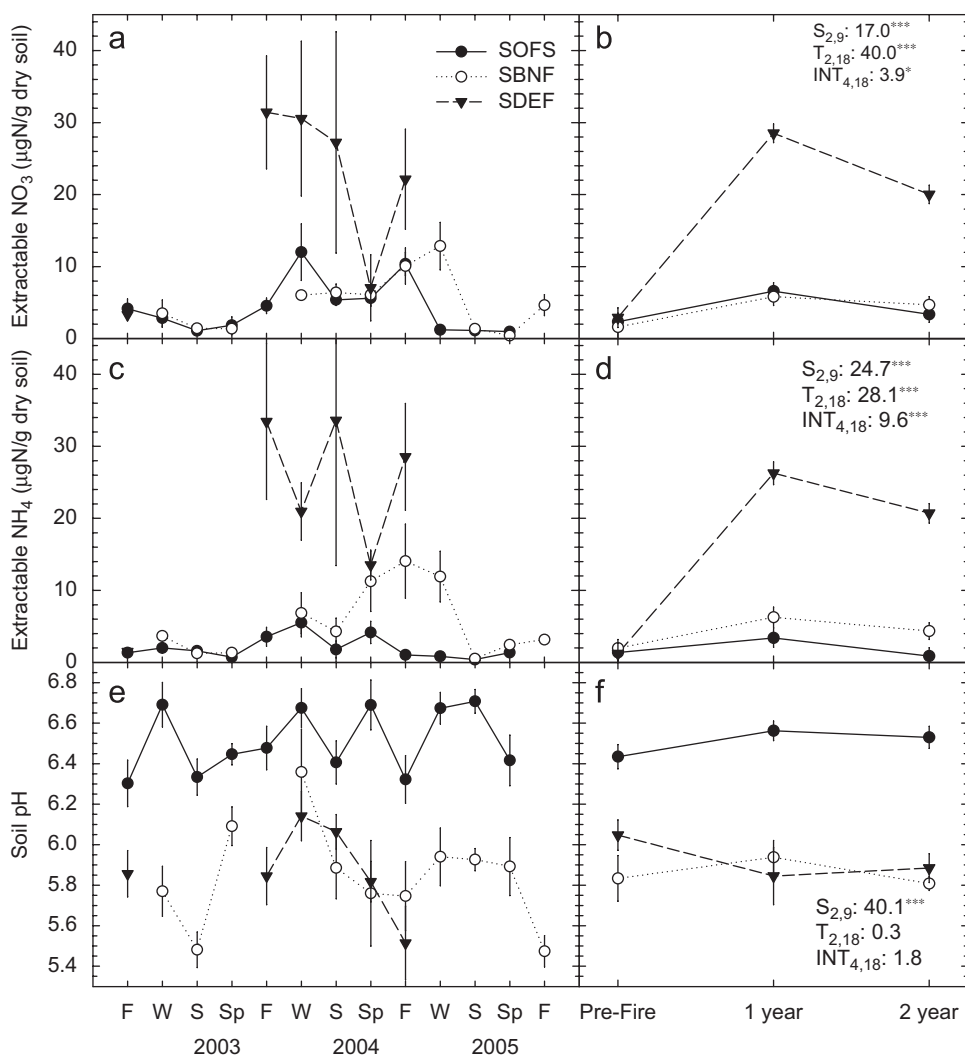 a
SOFS
SBNF
SDEF
Extractable NO3 (µgN/g dry soil)
40
30
20
10
0
b
S2,9: 17.0***
T2,18: 40.0***
INT4,18: 3.9*
c
Extractable NH4 (µgN/g dry soil)
40
30
20
10
0
d
S2,9: 24.7***
T2,18: 28.1***
INT4,18: 9.6***
e
Soil pH
6.8
6.6
6.4
6.2
6.0
5.8
5.6
5.4
f
S2,9: 40.1***
T2,18: 0.3
INT4,18: 1.8
F W S Sp F W S Sp F W S Sp F
2003 2004 2005
Pre-Fire 1 year 2 year